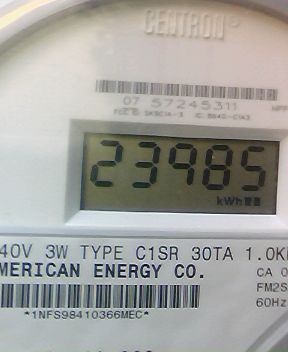 CENTRON®
07 57245311
23985
kWh
40V 3W TYPE C1SR 30TA 1.0K
MERICAN ENERGY CO.
CA 0
FM2S
60Hz
*1NFS98410366MEC*